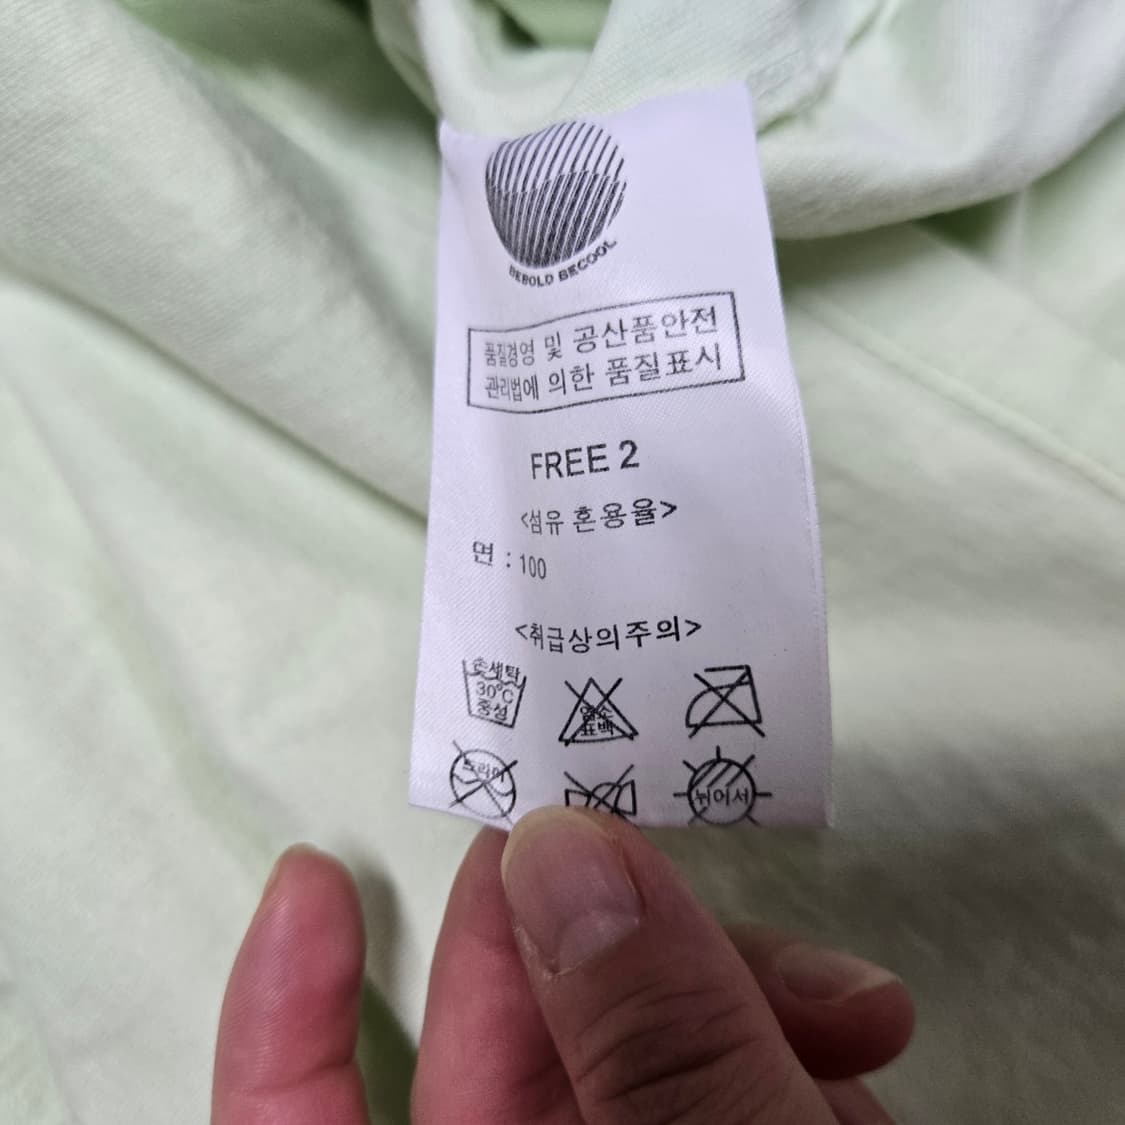 BEBOLD BECOOL
품질경영 및 공산품안전
관리법에 의한 품질표시
FREE 2
<섬유 혼용율>
면 : 100
<취급상의주의>
손세탁
30℃
중성
염소
표백
드라이
뉘어서